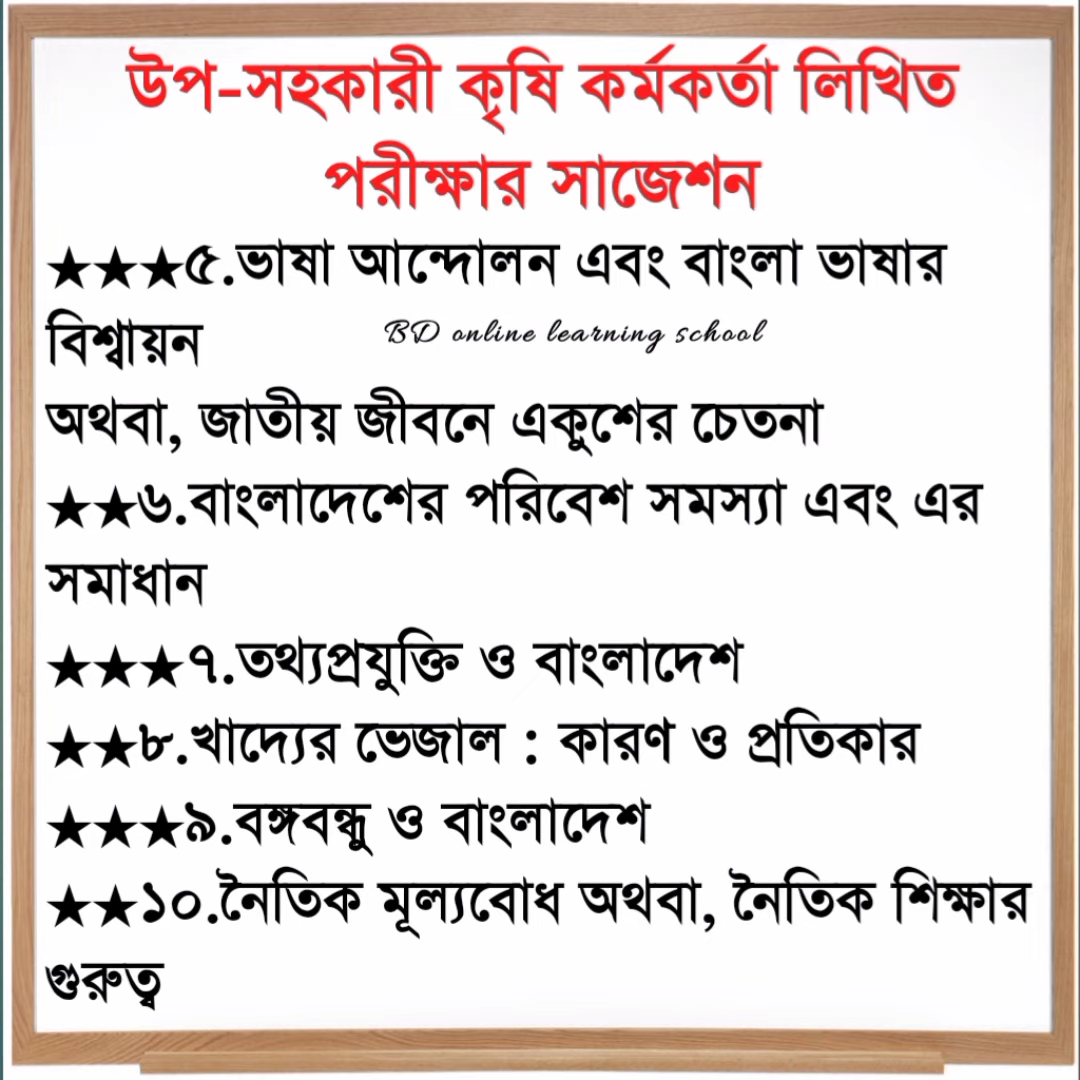 উপ-সহকারী কৃষি কর্মকর্তা লিখিত
পরীক্ষার সাজেশন
★★★৫.ভাষা আন্দোলন এবং বাংলা ভাষার
বিশ্বায়ন
BD online learning school
অথবা, জাতীয় জীবনে একুশের চেতনা
★★৬.বাংলাদেশের পরিবেশ সমস্যা এবং এর
সমাধান
★★★৭.তথ্যপ্রযুক্তি ও বাংলাদেশ
★★৮.খাদ্যের ভেজাল : কারণ ও প্রতিকার
★★★৯.বঙ্গবন্ধু ও বাংলাদেশ
★★১০.নৈতিক মূল্যবোধ অথবা, নৈতিক শিক্ষার
গুরুত্ব